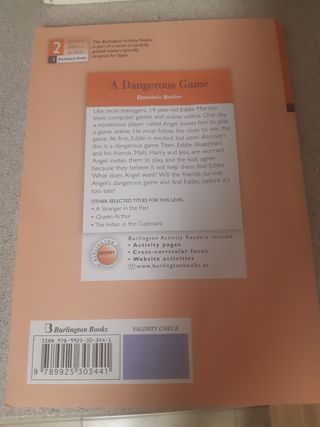 2
This Burlington Activity Reader
is part of a series of carefully
graded readers specially
designed for Spain.
Burlington Books
A Dangerous Game
Dominic Butler
Like most teenagers, 14-year-old Eddie Morton
loves computer games and online videos. One day
a mysterious player called Angel invites him to play
a game online. He must follow the clues to win the
game. At first, Eddie is excited, but soon discovers
this is a dangerous game. Then, Eddie disappears
and his friends, Matt, Harry and Jess, are worried.
Angel invites them to play, and the kids agree
because they believe it will help them find Eddie.
What does Angel want? Will the friends survive
Angel's dangerous game and find Eddie, before it's
too late?
OTHER SELECTED TITLES FOR THIS LEVEL
• A Stranger in the Past
• Queen Arthur
• The Indian in the Cupboard
Burlington Activity Readers include:
• Activity pages
• Cross-curricular focus
• Website activities
www.burlingtonbooks.es
BURLINGTON
ACTIVITY
Burlington Books
VALIDITY CHECK
ISBN 978-9925-30-344-1
9 789925 303441